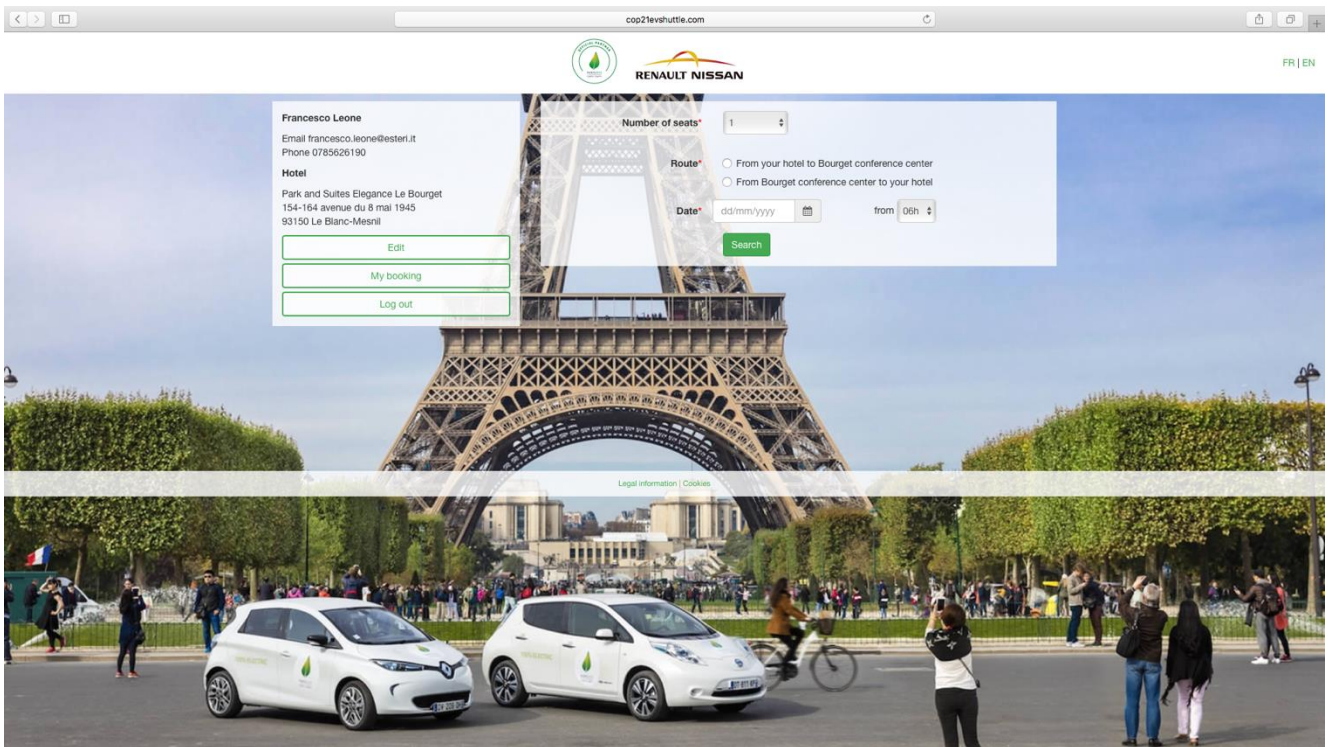 cop21evshuttle.com
RENAULT NISSAN
FR | EN
Francesco Leone
Email francesco.leone@esteri.it
Phone 0785626190
Hotel
Park and Suites Elegance Le Bourget
154-164 avenue du 8 mai 1945
93150 Le Blanc-Mesnil
Edit
My booking
Log out
Number of seats* 1
Route* From your hotel to Bourget conference center
From Bourget conference center to your hotel
Date* dd/mm/yyyy from 06h
Search
Legal information | Cookies